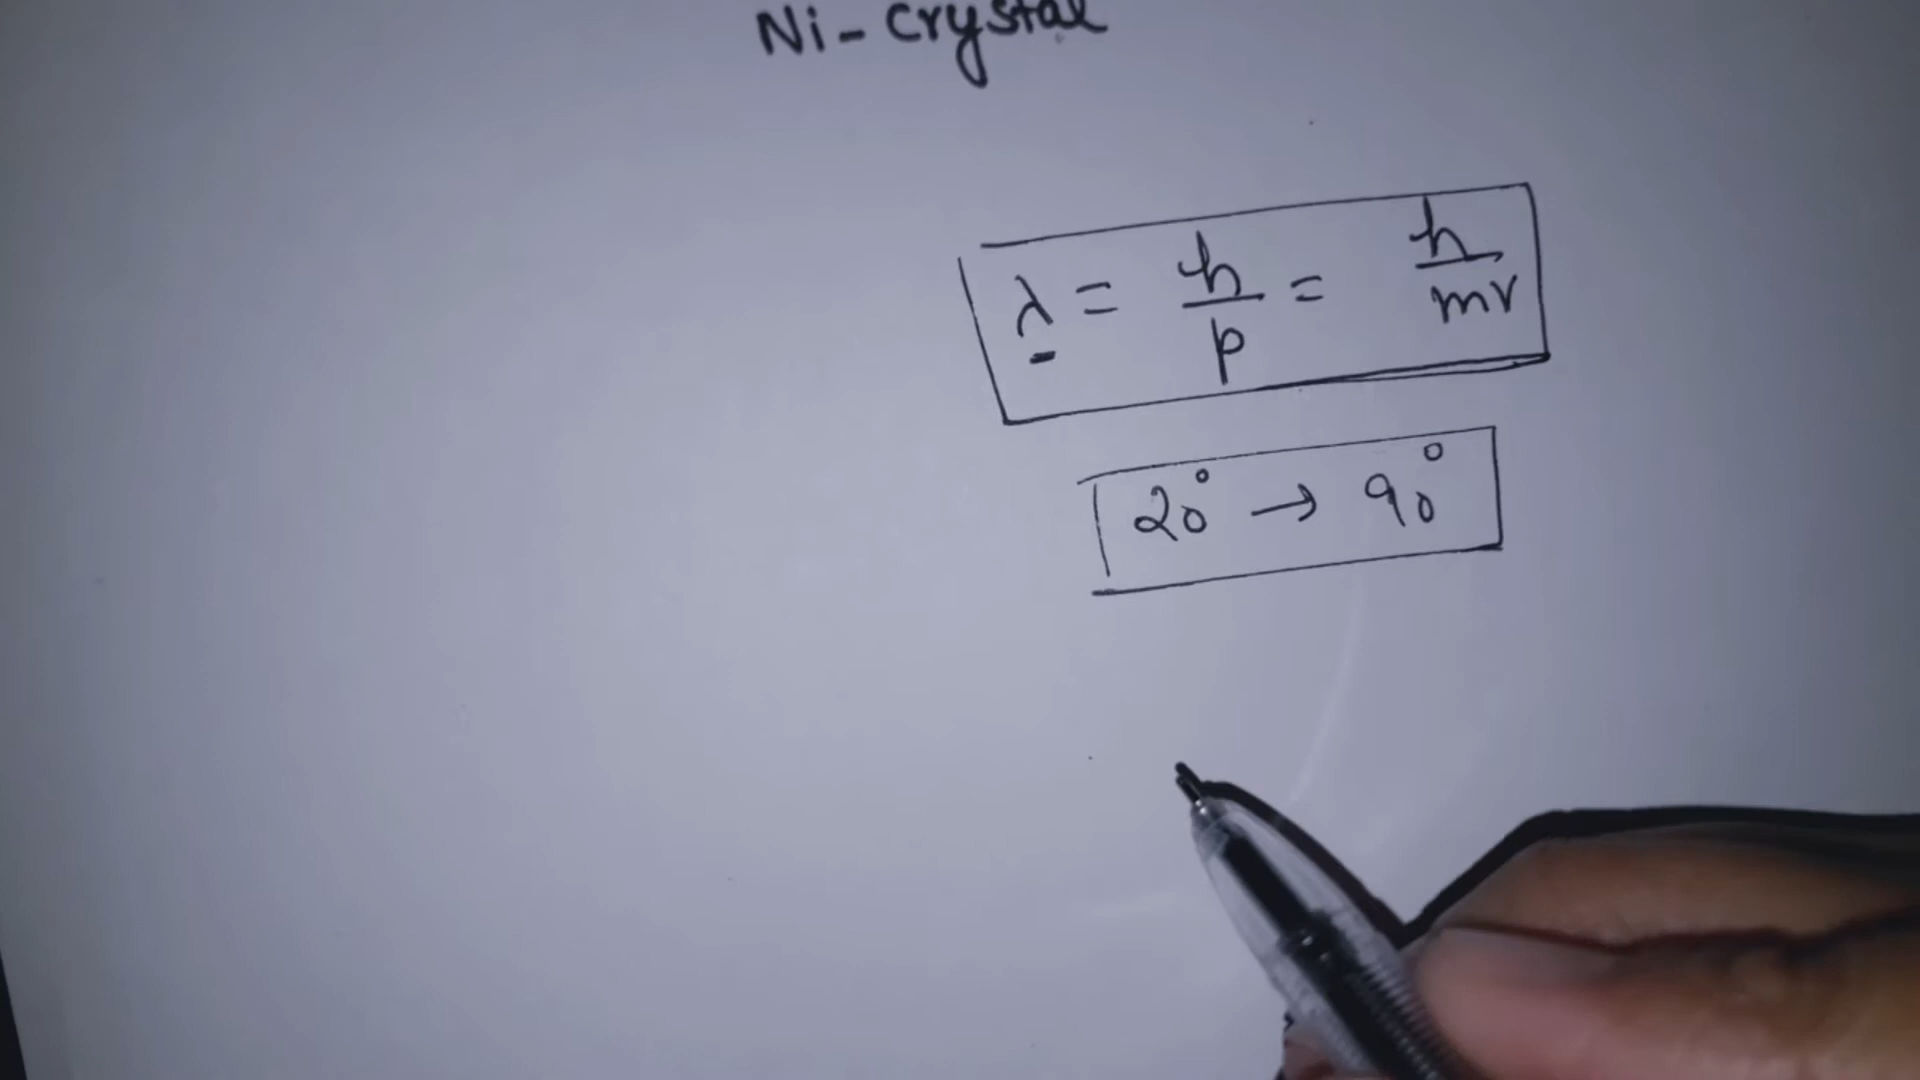 Ni - Crystal
λ = h/p = h/mv
20° → 90°